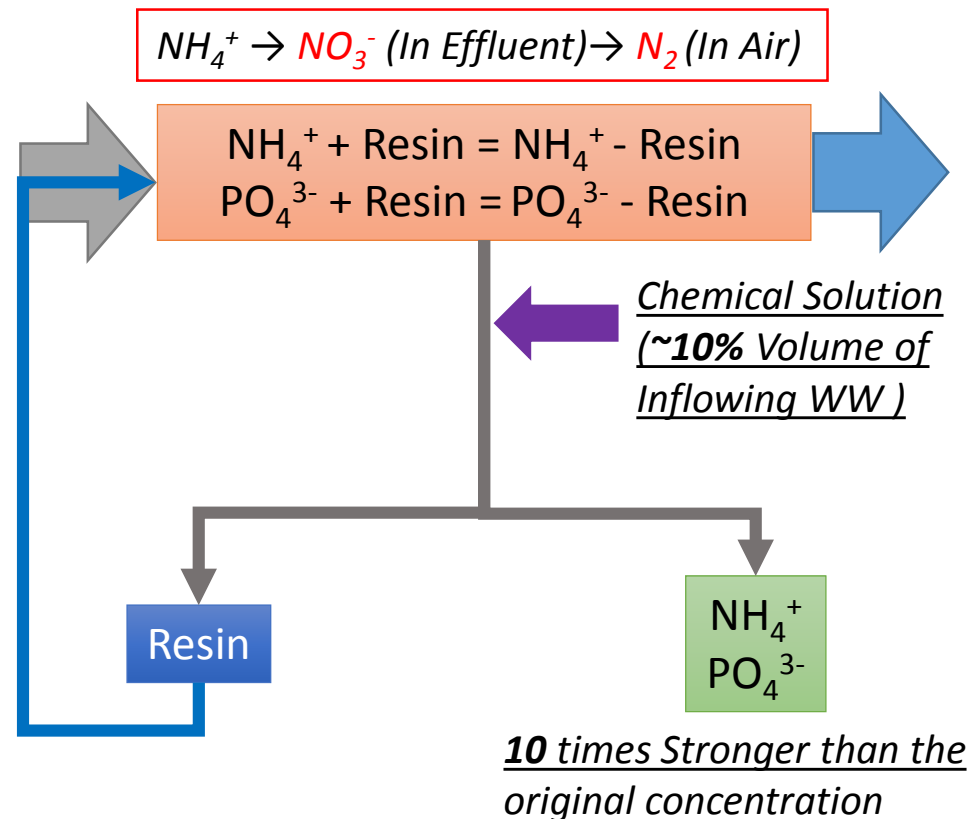 NH₄⁺ → NO₃⁻ (In Effluent)→ N₂ (In Air)
NH₄⁺ + Resin = NH₄⁺ - Resin
PO₄³⁻ + Resin = PO₄³⁻ - Resin
Chemical Solution
(~10% Volume of
Inflowing WW )
Resin
NH₄⁺
PO₄³⁻
10 times Stronger than the
original concentration